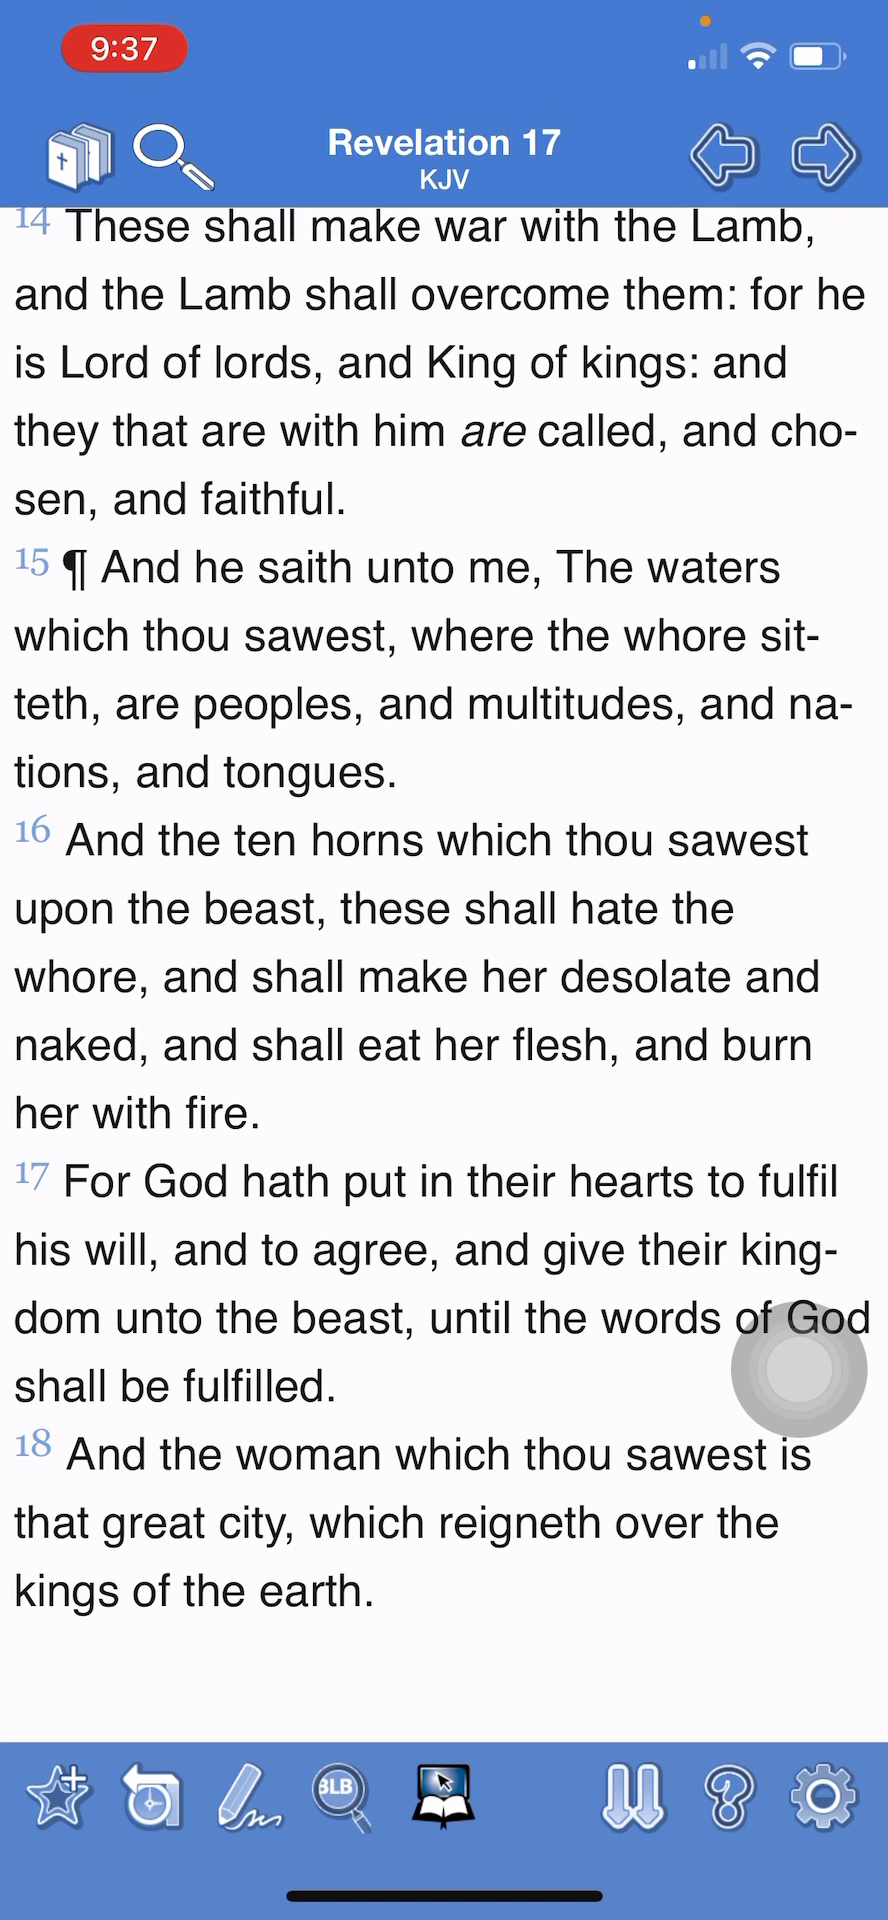 9:37
Revelation 17
KJV
14 These shall make war with the Lamb,
and the Lamb shall overcome them: for he
is Lord of lords, and King of kings: and
they that are with him are called, and cho-
sen, and faithful.
15 ¶ And he saith unto me, The waters
which thou sawest, where the whore sit-
teth, are peoples, and multitudes, and na-
tions, and tongues.
16 And the ten horns which thou sawest
upon the beast, these shall hate the
whore, and shall make her desolate and
naked, and shall eat her flesh, and burn
her with fire.
17 For God hath put in their hearts to fulfil
his will, and to agree, and give their king-
dom unto the beast, until the words of God
shall be fulfilled.
18 And the woman which thou sawest is
that great city, which reigneth over the
kings of the earth.
BLB